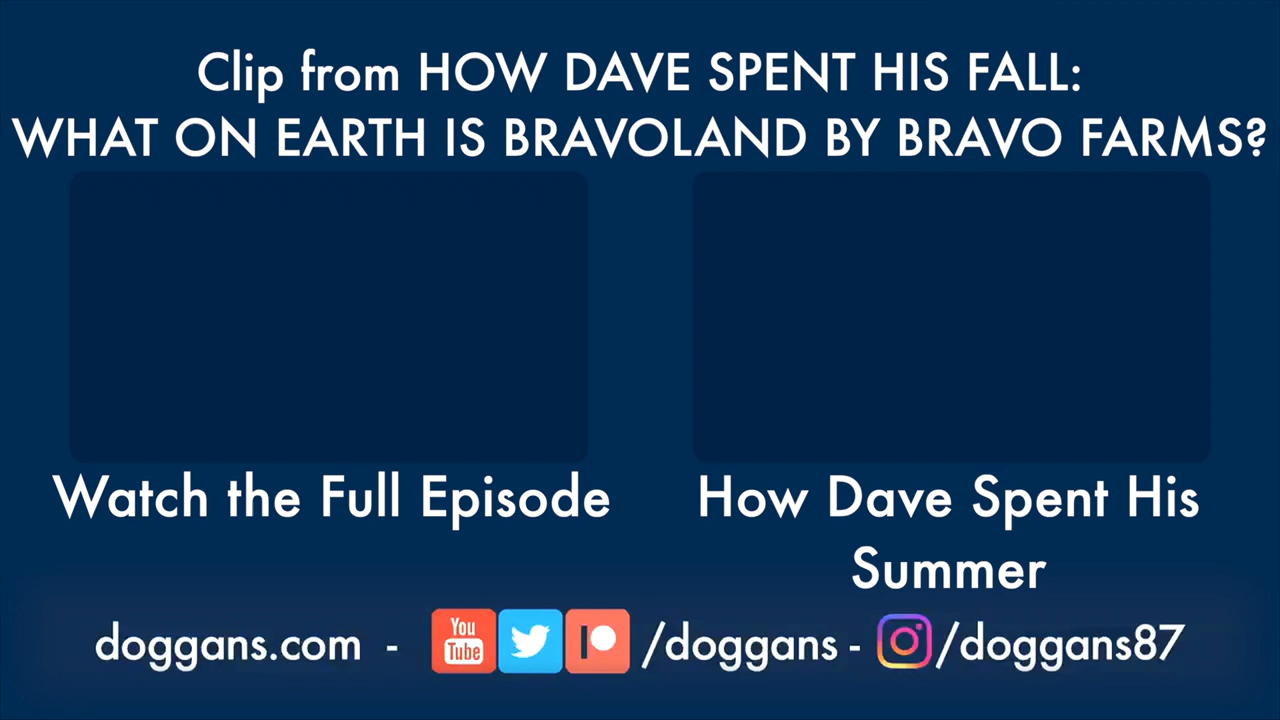 Clip from HOW DAVE SPENT HIS FALL:
WHAT ON EARTH IS BRAVOLAND BY BRAVO FARMS?
Watch the Full Episode
How Dave Spent His
Summer
doggans.com - You Tube /doggans - /doggans87